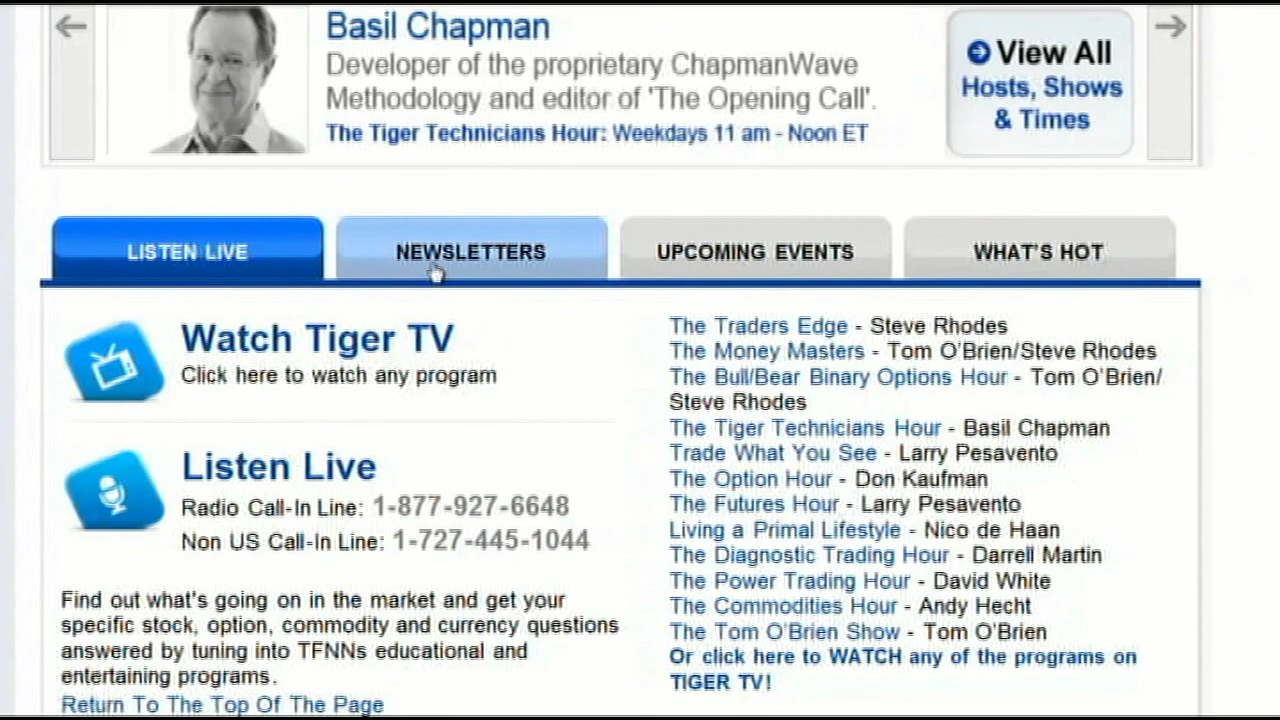 Basil Chapman
Developer of the proprietary ChapmanWave
Methodology and editor of 'The Opening Call'.
The Tiger Technicians Hour: Weekdays 11 am - Noon ET
View All
Hosts, Shows
& Times
LISTEN LIVE
NEWSLETTERS
UPCOMING EVENTS
WHAT'S HOT
Watch Tiger TV
Click here to watch any program
Listen Live
Radio Call-In Line: 1-877-927-6648
Non US Call-In Line: 1-727-445-1044
Find out what's going on in the market and get your
specific stock, option, commodity and currency questions
answered by tuning into TFNNs educational and
entertaining programs.
Return To The Top Of The Page
The Traders Edge - Steve Rhodes
The Money Masters - Tom O'Brien/Steve Rhodes
The Bull/Bear Binary Options Hour - Tom O'Brien/
Steve Rhodes
The Tiger Technicians Hour - Basil Chapman
Trade What You See - Larry Pesavento
The Option Hour - Don Kaufman
The Futures Hour - Larry Pesavento
Living a Primal Lifestyle - Nico de Haan
The Diagnostic Trading Hour - Darrell Martin
The Power Trading Hour - David White
The Commodities Hour - Andy Hecht
The Tom O'Brien Show - Tom O'Brien
Or click here to WATCH any of the programs on
TIGER TV!